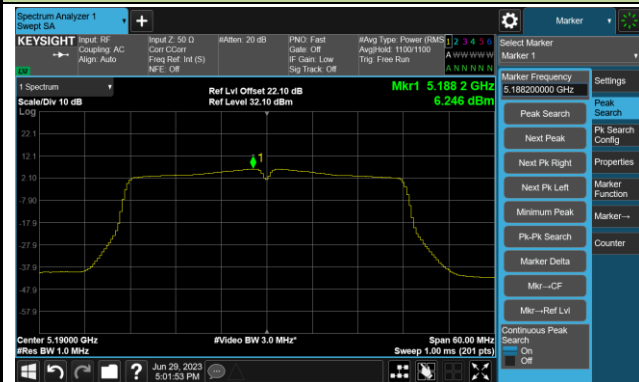 Spectrum Analyzer 1
Swept SA
Marker
KEYSIGHT
Input: RF
Coupling: AC
Align: Auto
Input Z: 50 Ω
Corr CCorr
Freq Ref: Int (S)
NFE: Off
#Atten: 20 dB
PNO: Fast
Gate: Off
IF Gain: Low
Sig Track: Off
#Avg Type: Power (RMS)
Avg|Hold: 1100/1100
Trig: Free Run
1 2 3 4 5 6
A W W W W W
A N N N N N
LXI
Select Marker
Marker 1
1 Spectrum
Scale/Div 10 dB
Log
Ref Lvl Offset 22.10 dB
Ref Level 32.10 dBm
Mkr1 5.188 2 GHz
6.246 dBm
22.1
12.1
2.10
-7.90
-17.9
-27.9
-37.9
-47.9
-57.9
1
Center 5.19000 GHz
#Res BW 1.0 MHz
#Video BW 3.0 MHz*
Span 60.00 MHz
Sweep 1.00 ms (201 pts)
Marker Frequency
5.188200000 GHz
Peak Search
Next Peak
Next Pk Right
Next Pk Left
Minimum Peak
Pk-Pk Search
Marker Delta
Mkr→CF
Mkr→Ref Lvl
Continuous Peak
Search
On
Off
Settings
Peak
Search
Pk Search
Config
Properties
Marker
Function
Marker→
Counter
Jun 29, 2023
5:01:53 PM